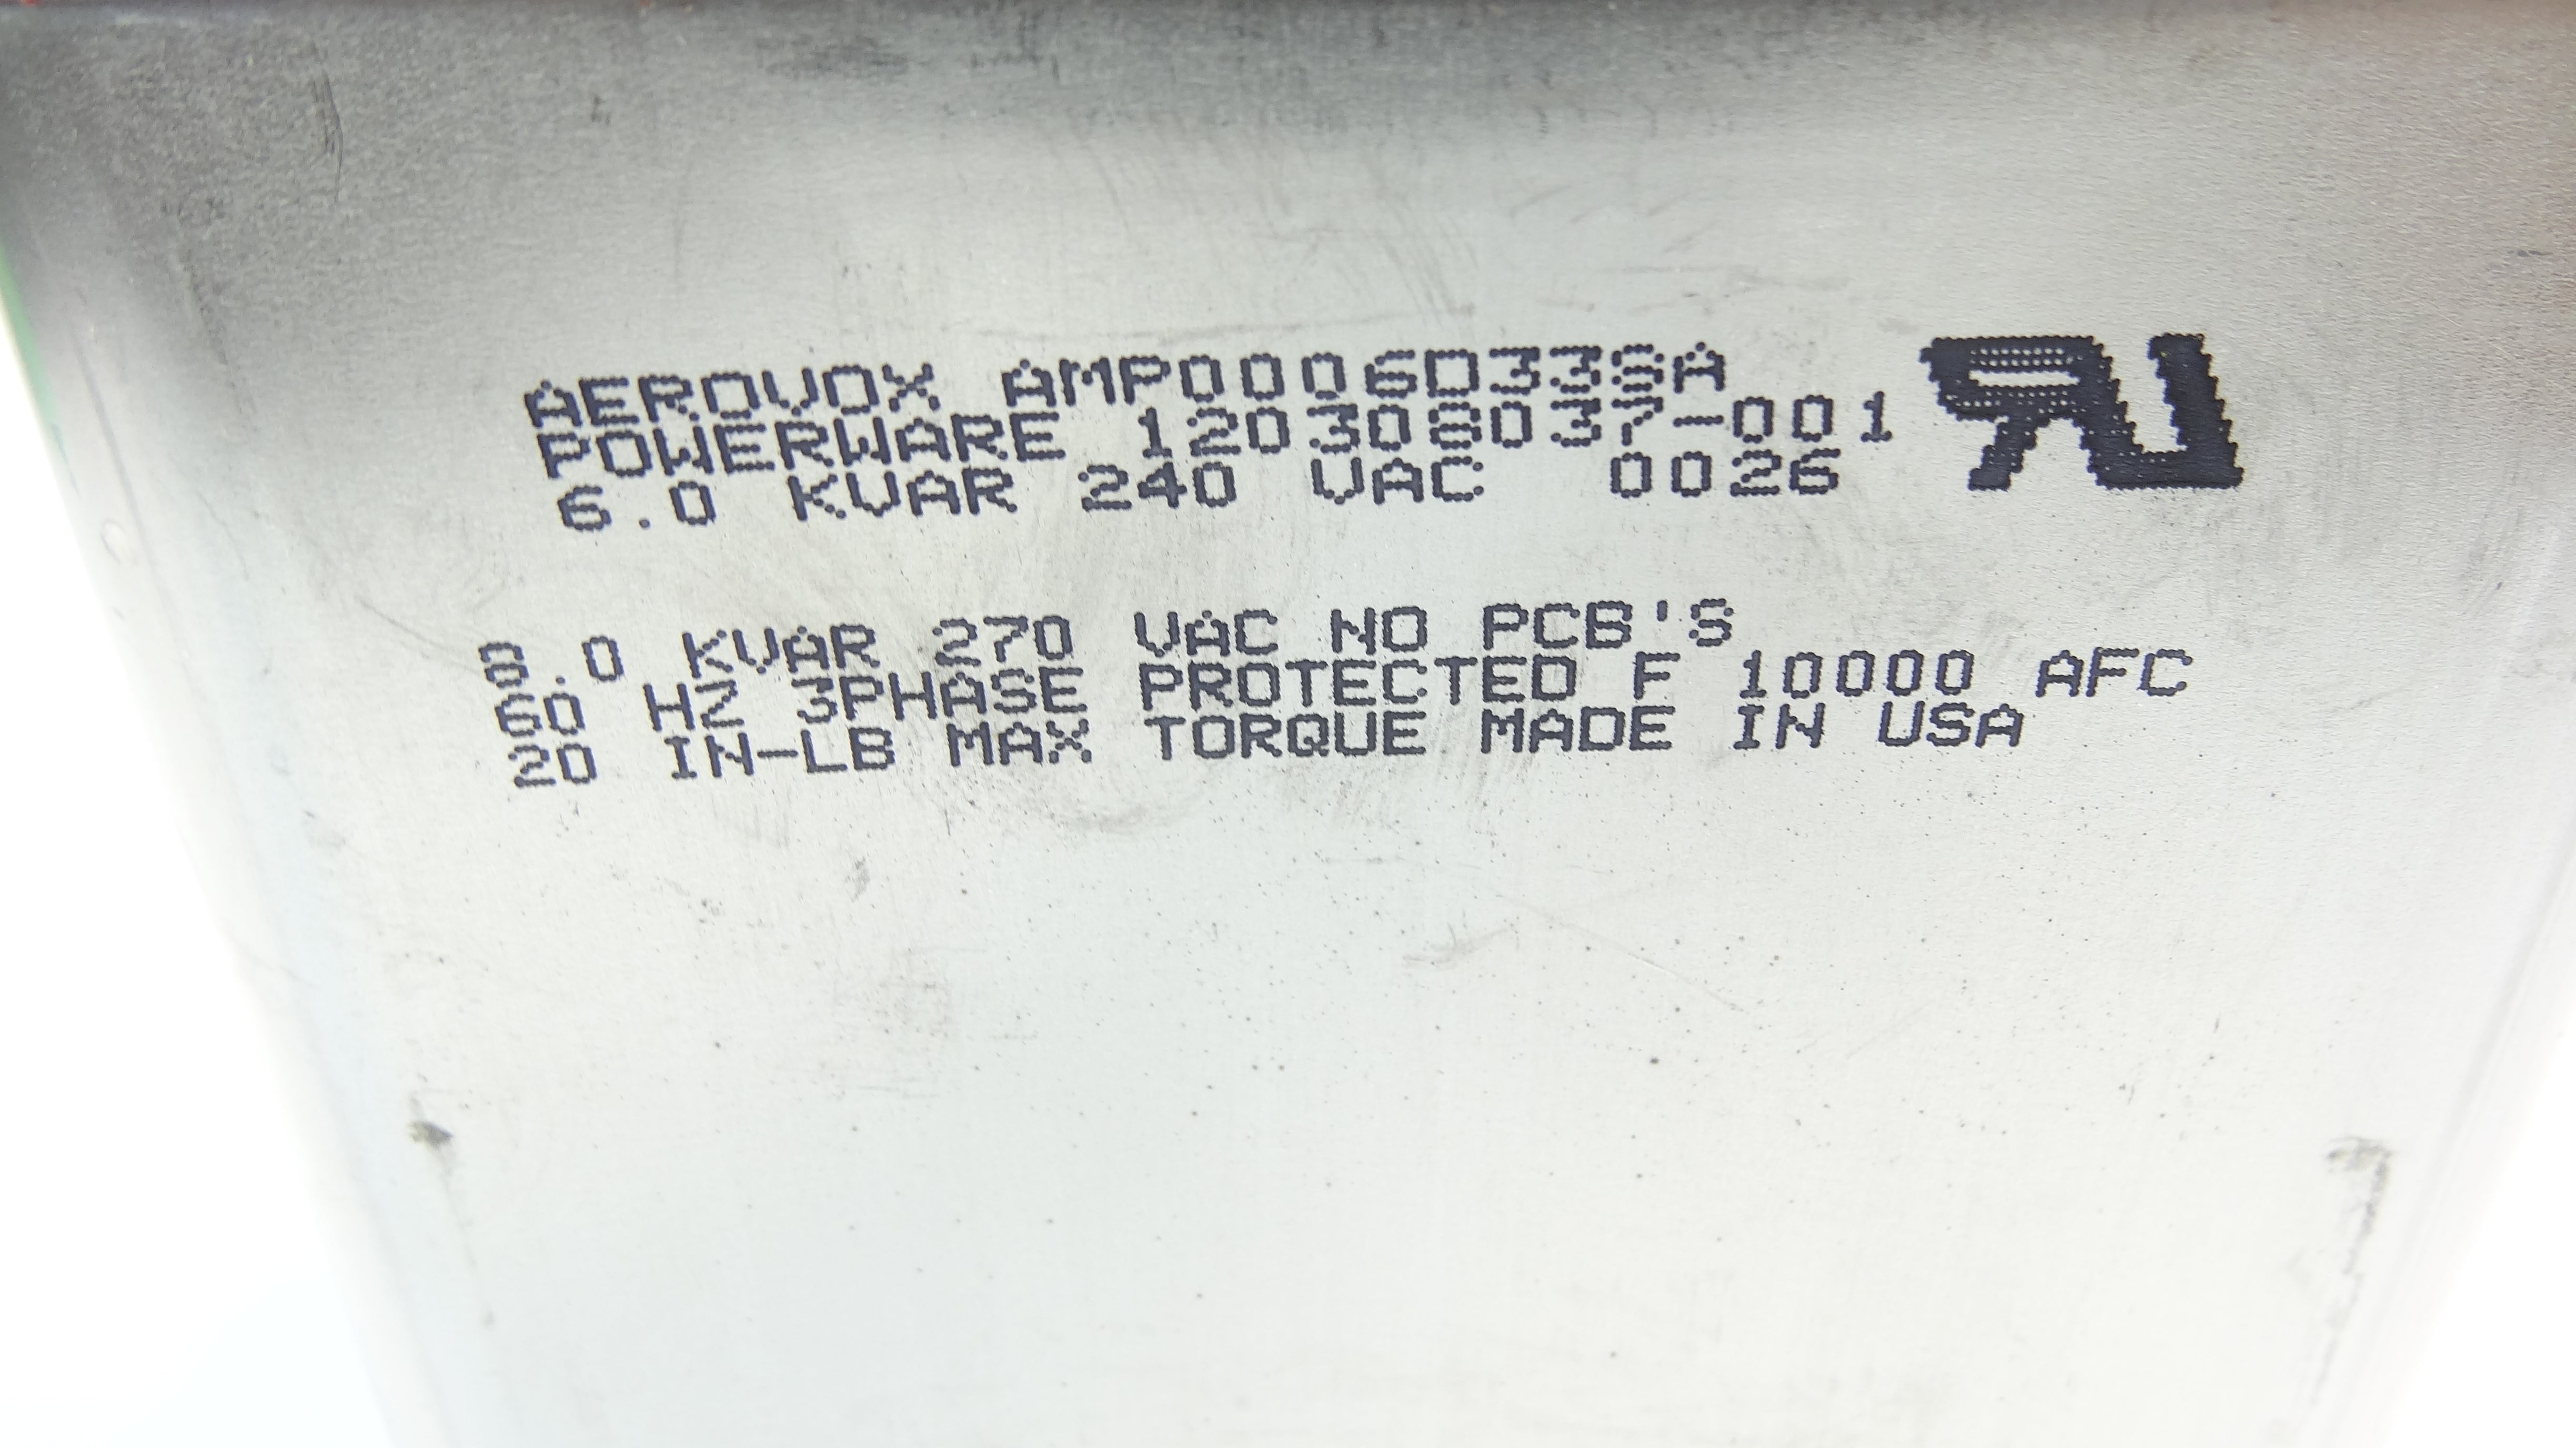 AEROVOX AMP0006D33SA
POWERWARE 120308037-001
6.0 KVAR 240 VAC 0026
8.0 KVAR 270 VAC NO PCB'S
60 HZ 3PHASE PROTECTED F 10000 AFC
20 IN-LB MAX TORQUE MADE IN USA